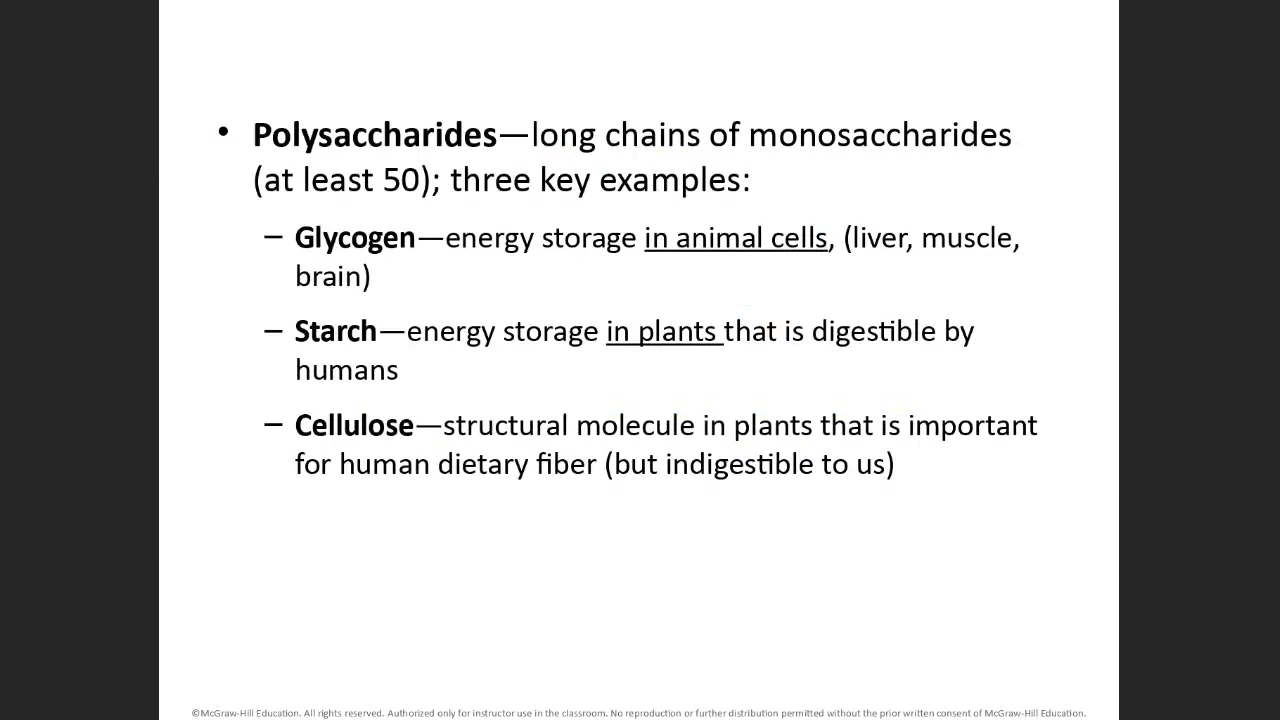 • Polysaccharides—long chains of monosaccharides
(at least 50); three key examples:
– Glycogen—energy storage in animal cells, (liver, muscle,
brain)
– Starch—energy storage in plants that is digestible by
humans
– Cellulose—structural molecule in plants that is important
for human dietary fiber (but indigestible to us)
©McGraw-Hill Education. All rights reserved. Authorized only for instructor use in the classroom. No reproduction or further distribution permitted without the prior written consent of McGraw-Hill Education.